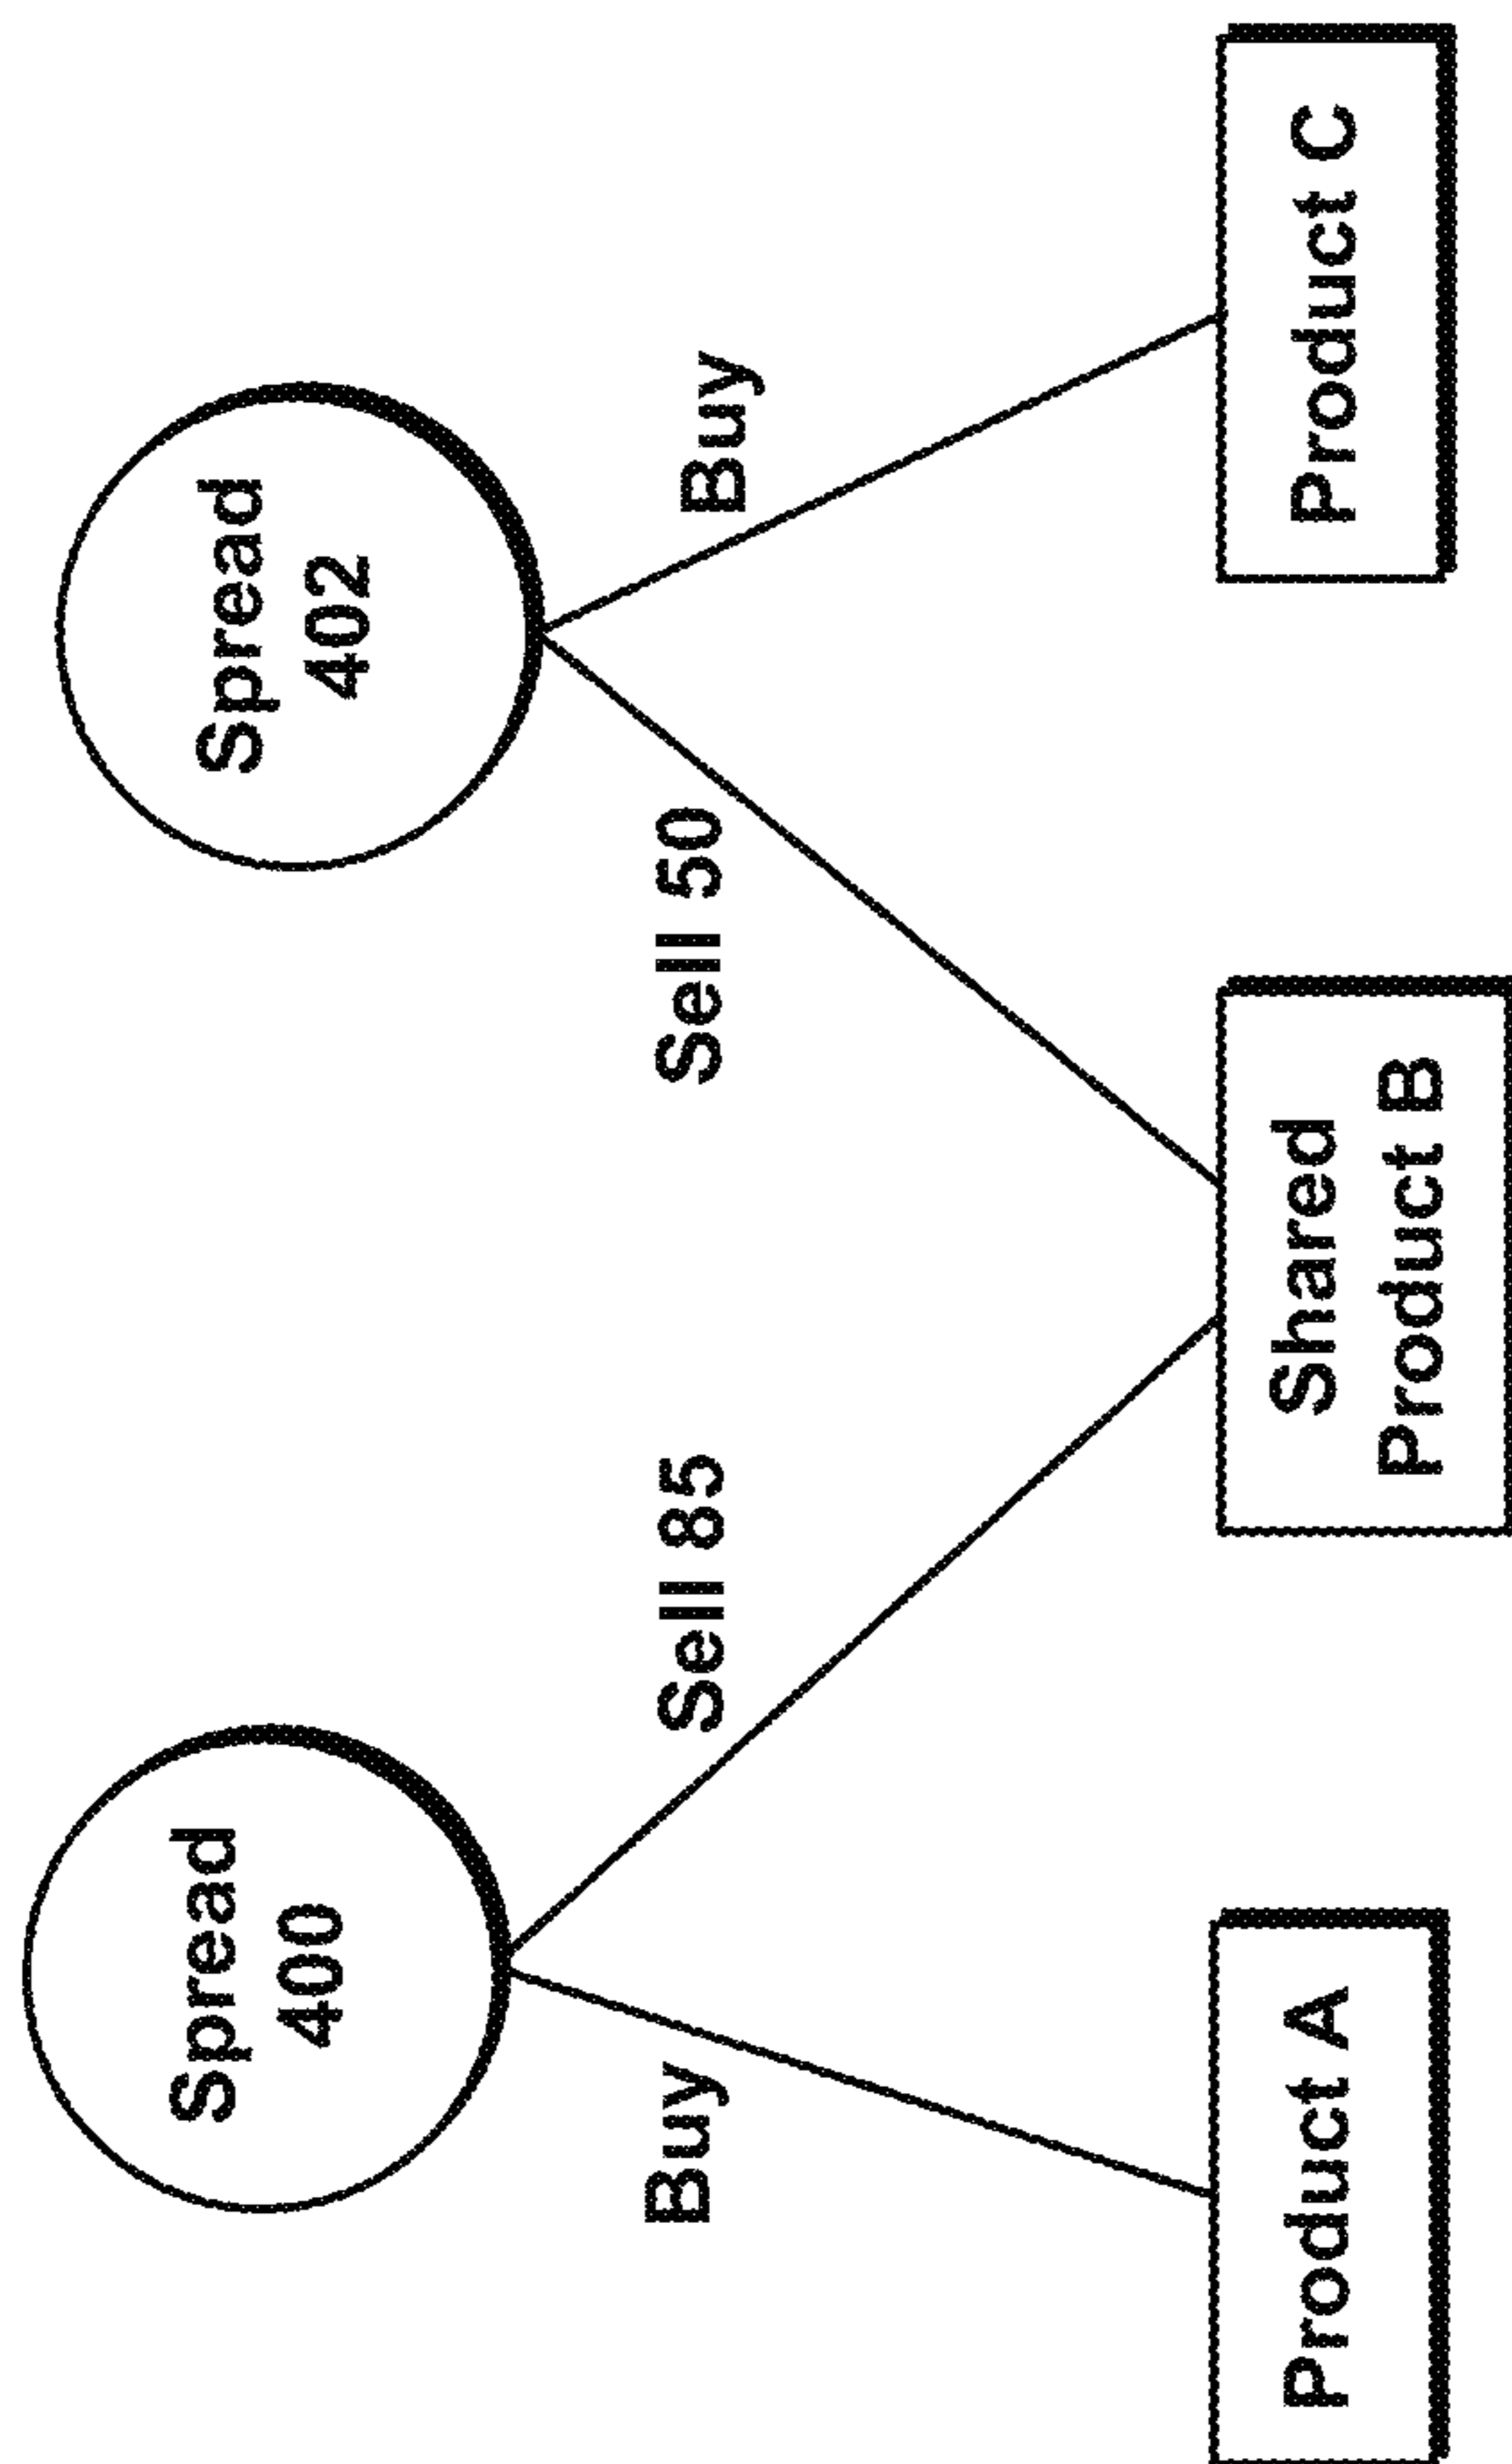 Spread
400
Spread
402
Buy
Sell 85
Sell 50
Buy
Product A
Shared
Product B
Product C